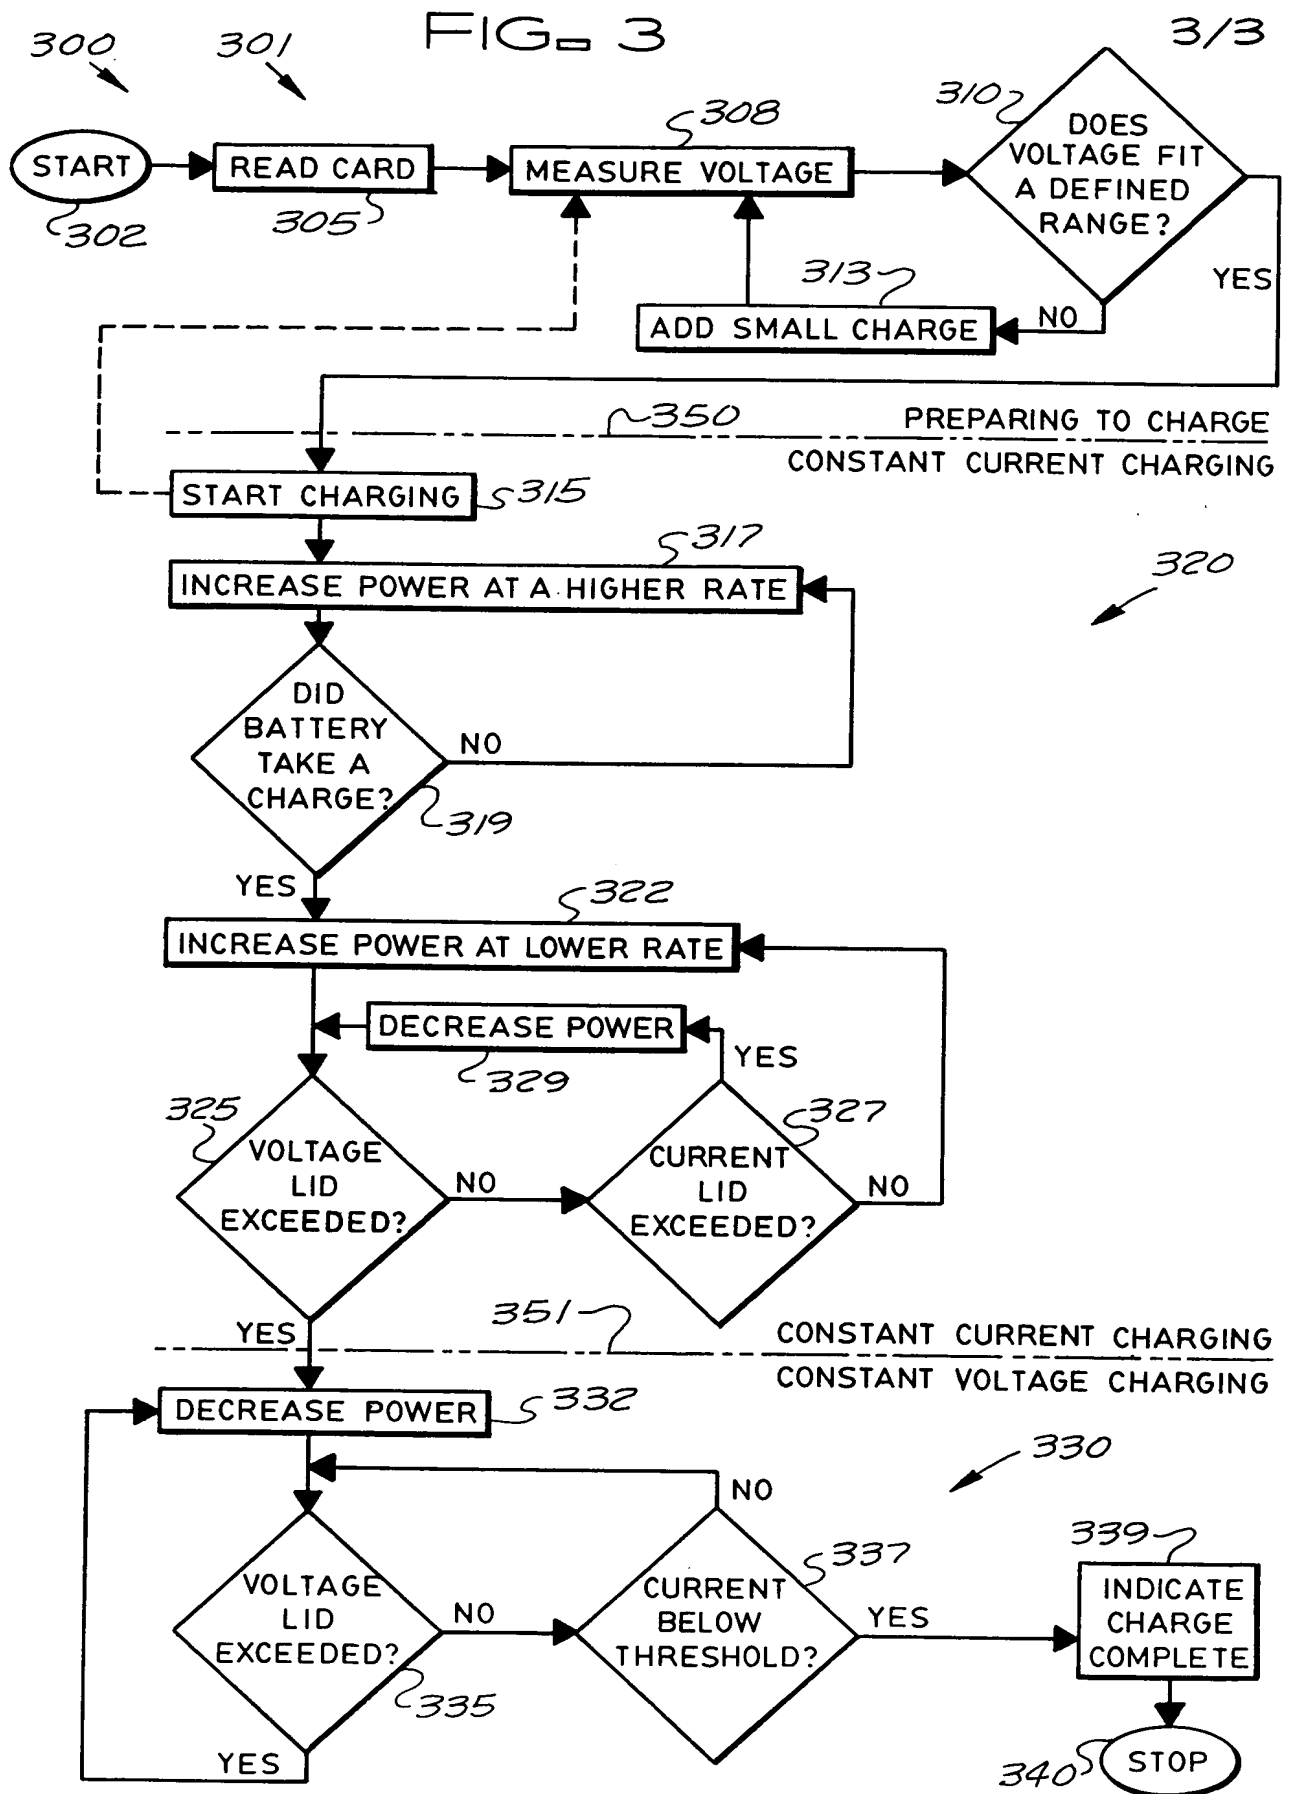 FIG. 3
3/3
300
301
START
302
READ CARD
305
308
MEASURE VOLTAGE
310
DOES
VOLTAGE FIT
A DEFINED
RANGE?
YES
313
ADD SMALL CHARGE
NO
350
PREPARING TO CHARGE
CONSTANT CURRENT CHARGING
START CHARGING
315
317
INCREASE POWER AT A HIGHER RATE
320
DID
BATTERY
TAKE A
CHARGE?
NO
319
YES
322
INCREASE POWER AT LOWER RATE
DECREASE POWER
329
YES
325
VOLTAGE
LID
EXCEEDED?
NO
327
CURRENT
LID
EXCEEDED?
NO
YES
351
CONSTANT CURRENT CHARGING
CONSTANT VOLTAGE CHARGING
DECREASE POWER
332
330
NO
VOLTAGE
LID
EXCEEDED?
335
NO
YES
337
CURRENT
BELOW
THRESHOLD?
YES
339
INDICATE
CHARGE
COMPLETE
340
STOP